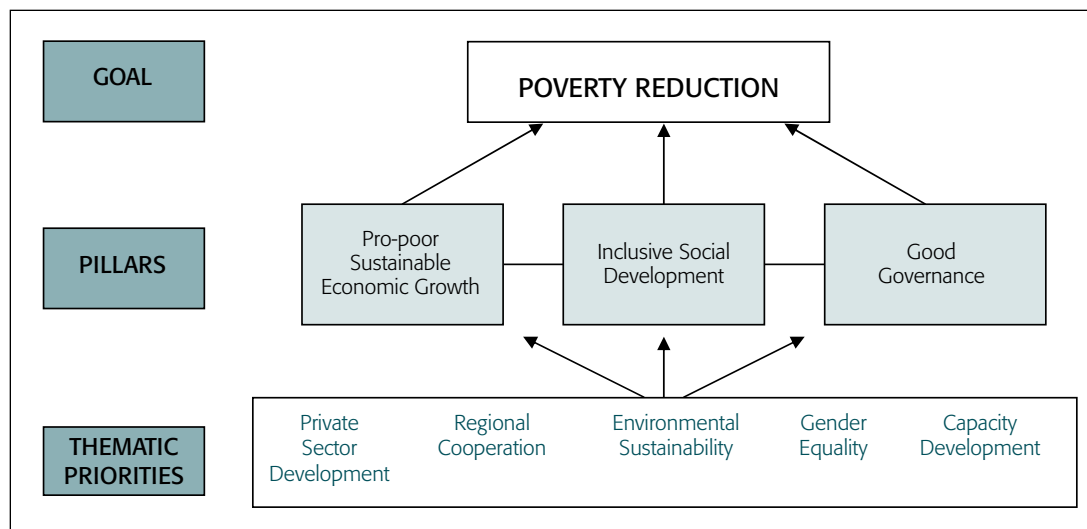 GOAL
POVERTY REDUCTION
PILLARS
Pro-poor
Sustainable
Economic Growth
Inclusive Social
Development
Good
Governance
THEMATIC
PRIORITIES
Private
Sector
Development
Regional
Cooperation
Environmental
Sustainability
Gender
Equality
Capacity
Development